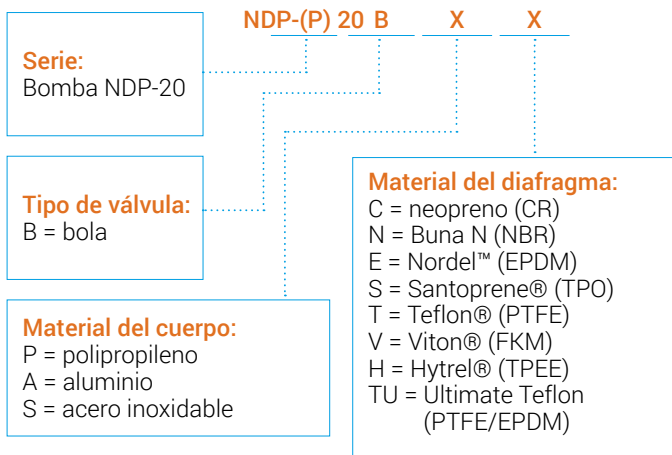 NDP-(P) 20 B X X
Serie:
Bomba NDP-20
Tipo de válvula:
B = bola
Material del cuerpo:
P = polipropileno
A = aluminio
S = acero inoxidable
Material del diafragma:
C = neopreno (CR)
N = Buna N (NBR)
E = Nordel™ (EPDM)
S = Santoprene® (TPO)
T = Teflon® (PTFE)
V = Viton® (FKM)
H = Hytrel® (TPEE)
TU = Ultimate Teflon
(PTFE/EPDM)